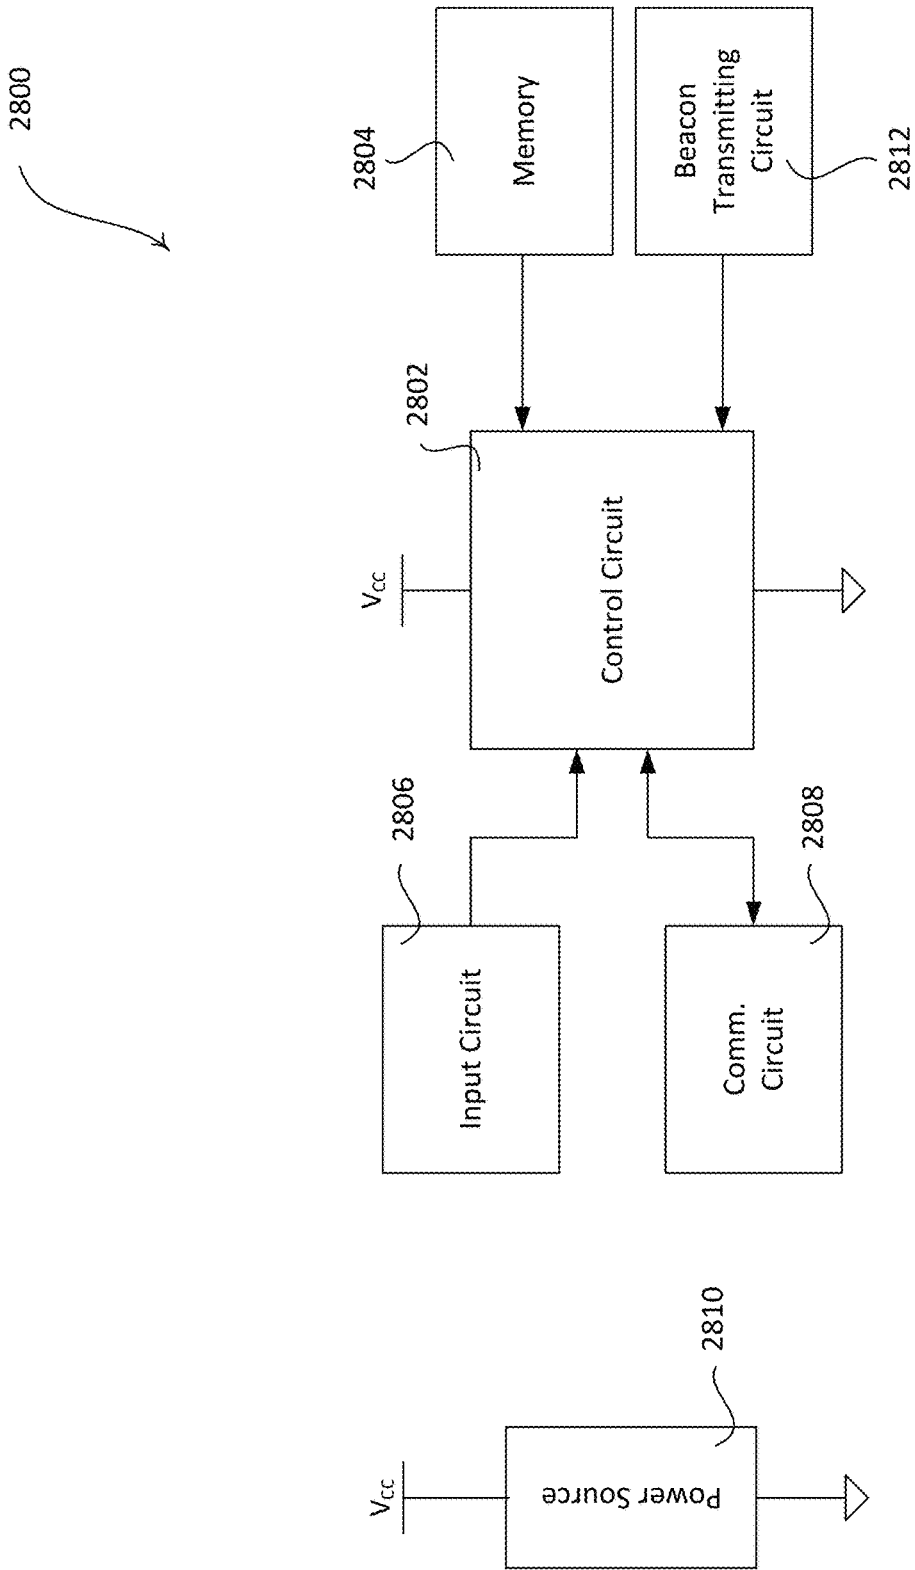 2800
2804
Memory
Beacon
Transmitting
Circuit
2812
2802
VCC
Control Circuit
2806
Input Circuit
2808
Comm.
Circuit
2810
VCC
Power Source